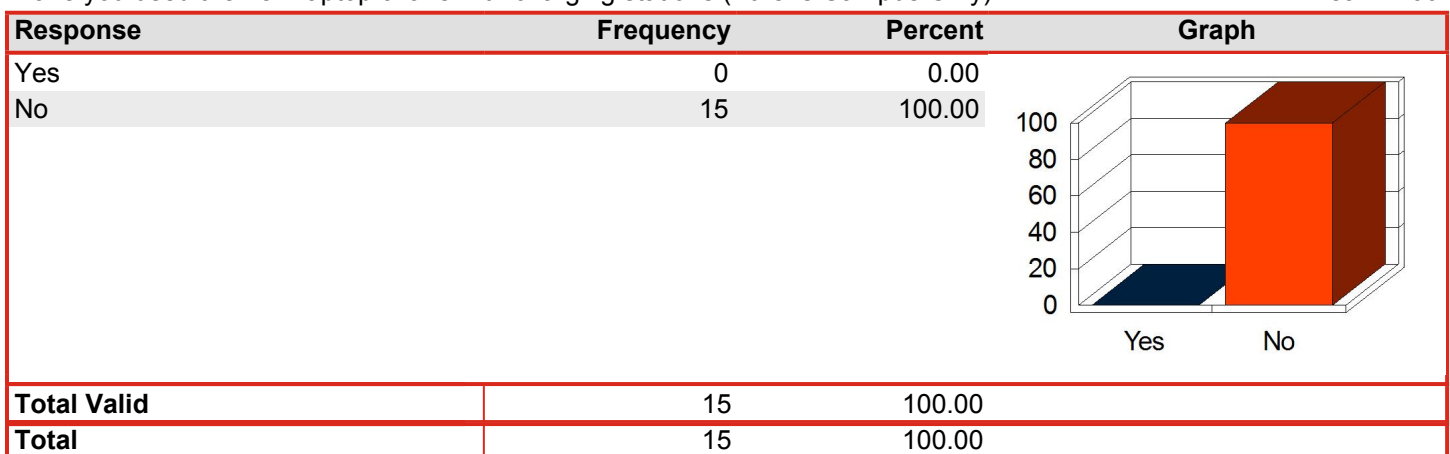 Response Frequency Percent Graph
Yes 0 0.00
No 15 100.00
100
80
60
40
20
0
Yes No
Total Valid 15 100.00
Total 15 100.00